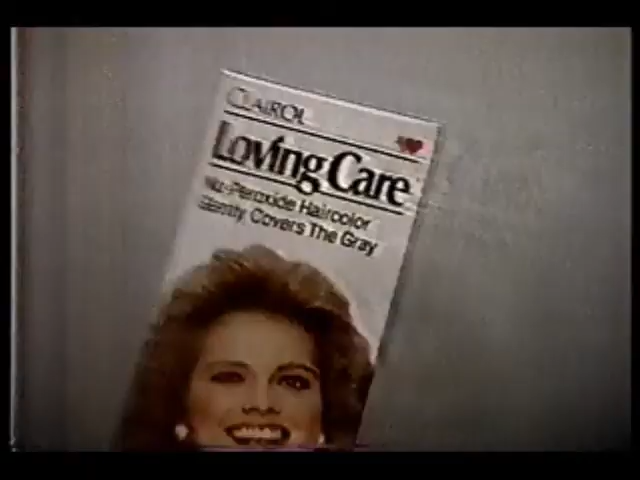 CLAIROL
Loving Care
No-Peroxide Haircolor
Gently Covers The Gray